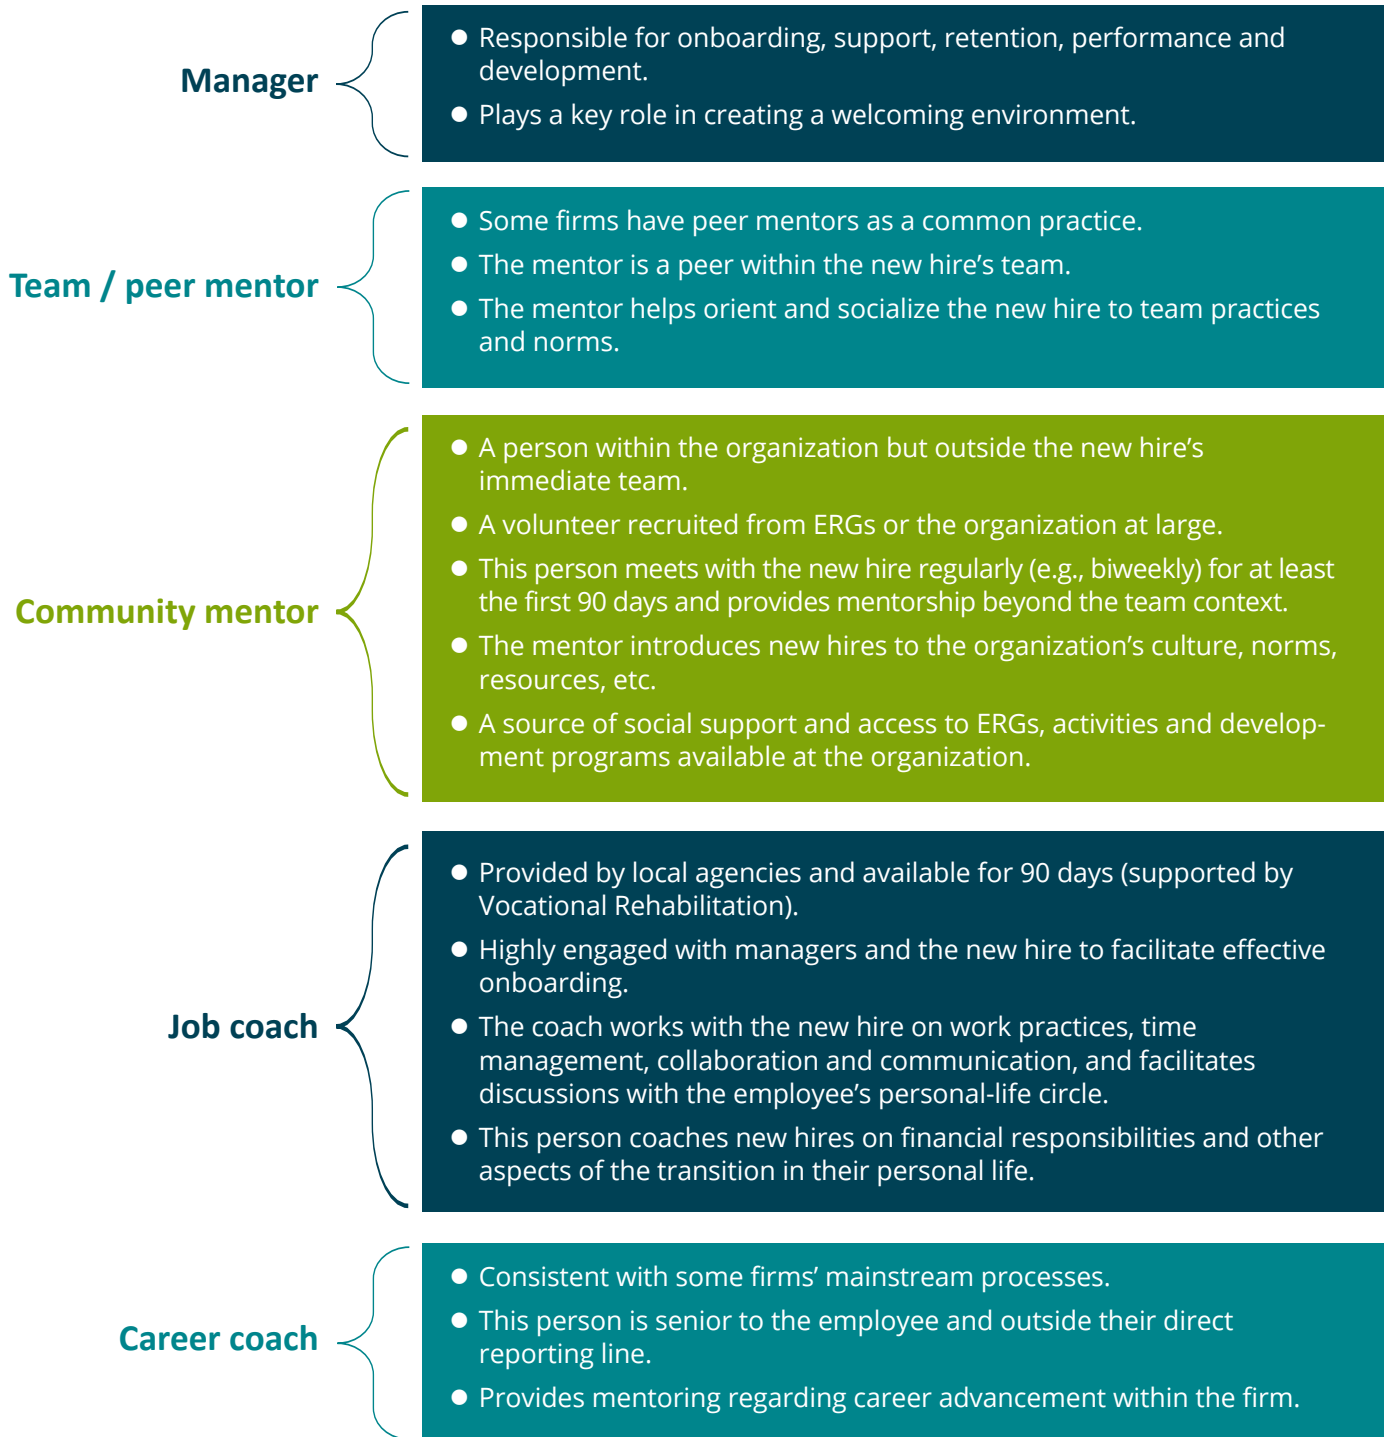 Manager
● Responsible for onboarding, support, retention, performance and
development.
● Plays a key role in creating a welcoming environment.
Team / peer mentor
● Some firms have peer mentors as a common practice.
● The mentor is a peer within the new hire’s team.
● The mentor helps orient and socialize the new hire to team practices
and norms.
Community mentor
● A person within the organization but outside the new hire’s
immediate team.
● A volunteer recruited from ERGs or the organization at large.
● This person meets with the new hire regularly (e.g., biweekly) for at least
the first 90 days and provides mentorship beyond the team context.
● The mentor introduces new hires to the organization’s culture, norms,
resources, etc.
● A source of social support and access to ERGs, activities and develop-
ment programs available at the organization.
Job coach
● Provided by local agencies and available for 90 days (supported by
Vocational Rehabilitation).
● Highly engaged with managers and the new hire to facilitate effective
onboarding.
● The coach works with the new hire on work practices, time
management, collaboration and communication, and facilitates
discussions with the employee’s personal-life circle.
● This person coaches new hires on financial responsibilities and other
aspects of the transition in their personal life.
Career coach
● Consistent with some firms’ mainstream processes.
● This person is senior to the employee and outside their direct
reporting line.
● Provides mentoring regarding career advancement within the firm.